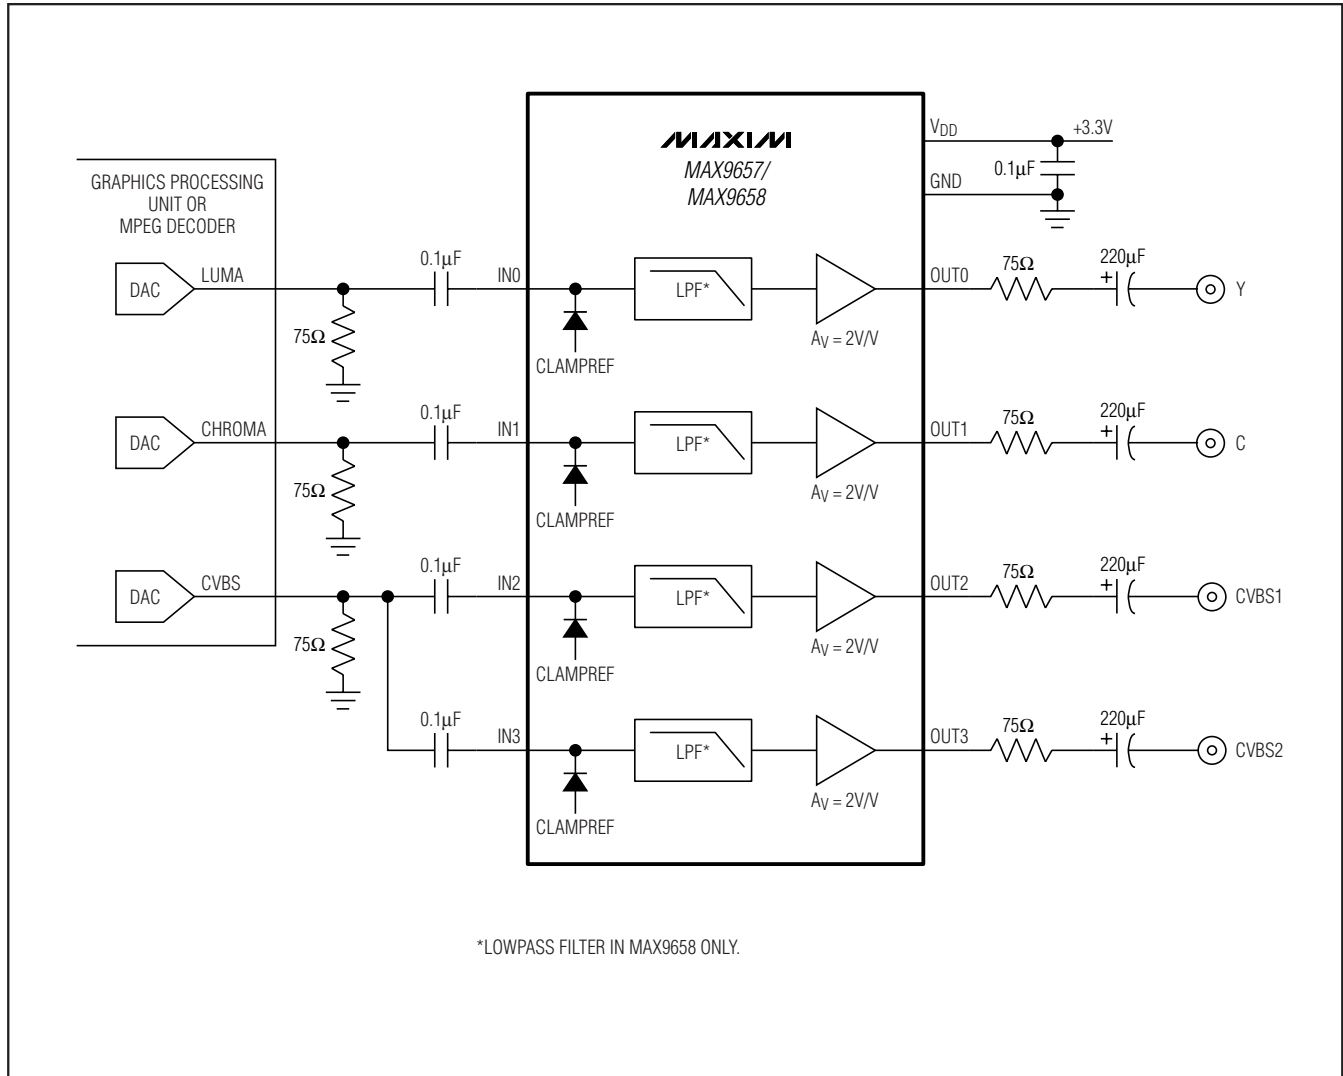 MAXIM
MAX9657/
MAX9658
VDD
+3.3V
0.1µF
GND
GRAPHICS PROCESSING
UNIT OR
MPEG DECODER
DAC
LUMA
75Ω
0.1µF
IN0
CLAMPREF
LPF*
AV = 2V/V
OUT0
75Ω
220µF
+
Y
DAC
CHROMA
75Ω
0.1µF
IN1
CLAMPREF
LPF*
AV = 2V/V
OUT1
75Ω
220µF
+
C
DAC
CVBS
75Ω
0.1µF
IN2
CLAMPREF
LPF*
AV = 2V/V
OUT2
75Ω
220µF
+
CVBS1
0.1µF
IN3
CLAMPREF
LPF*
AV = 2V/V
OUT3
75Ω
220µF
+
CVBS2
*LOWPASS FILTER IN MAX9658 ONLY.